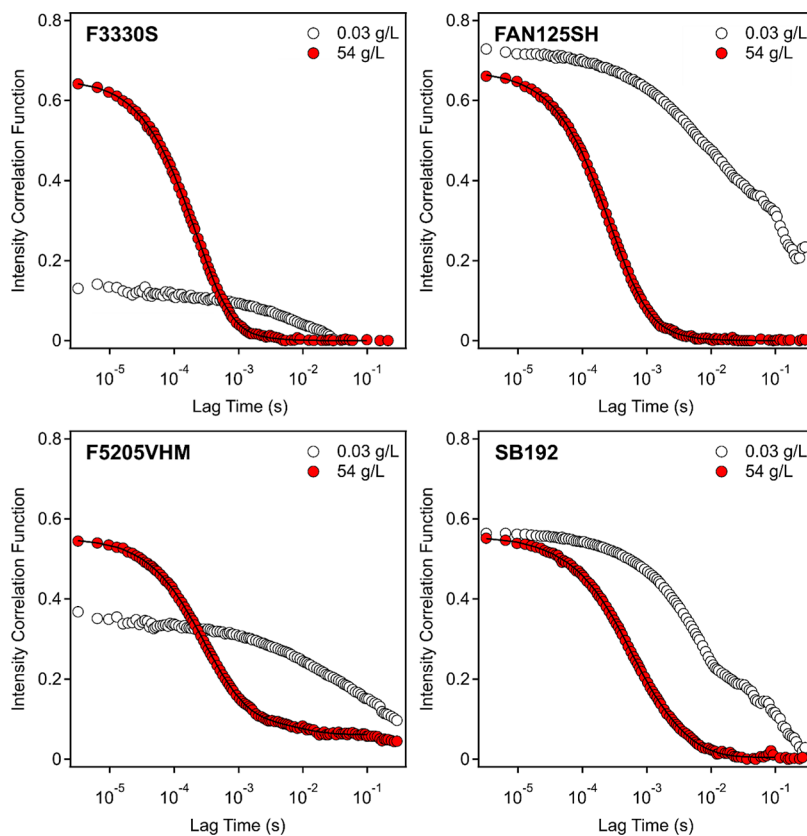 F3330S
0.03 g/L
54 g/L
Intensity Correlation Function
0.8
0.6
0.4
0.2
0
10-5
10-4
10-3
10-2
10-1
Lag Time (s)
FAN125SH
0.03 g/L
54 g/L
Intensity Correlation Function
0.8
0.6
0.4
0.2
0
10-5
10-4
10-3
10-2
10-1
Lag Time (s)
F5205VHM
0.03 g/L
54 g/L
Intensity Correlation Function
0.8
0.6
0.4
0.2
0
10-5
10-4
10-3
10-2
10-1
Lag Time (s)
SB192
0.03 g/L
54 g/L
Intensity Correlation Function
0.8
0.6
0.4
0.2
0
10-5
10-4
10-3
10-2
10-1
Lag Time (s)